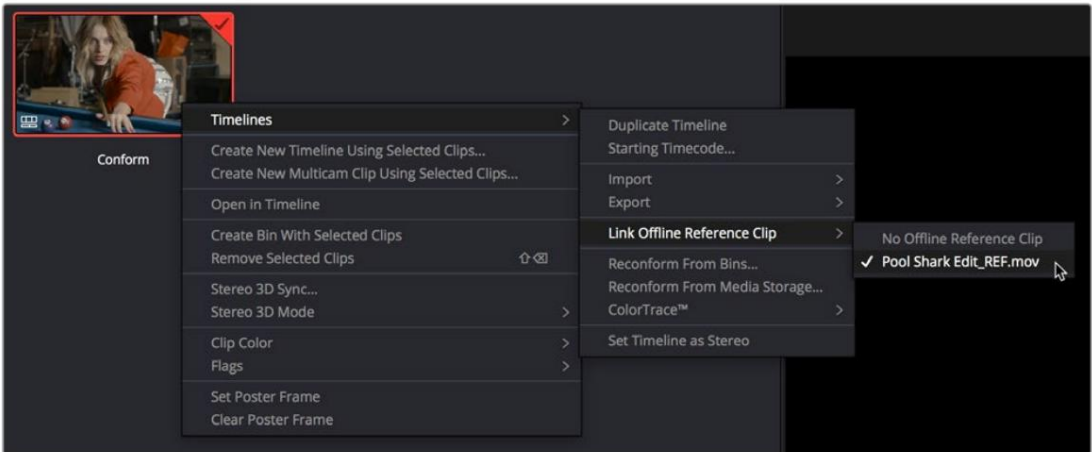 Conform
Timelines
Create New Timeline Using Selected Clips...
Create New Multicam Clip Using Selected Clips...
Open in Timeline
Create Bin With Selected Clips
Remove Selected Clips
Stereo 3D Sync...
Stereo 3D Mode
Clip Color
Flags
Set Poster Frame
Clear Poster Frame
Duplicate Timeline
Starting Timecode...
Import
Export
Link Offline Reference Clip
Reconform From Bins...
Reconform From Media Storage...
ColorTrace™
Set Timeline as Stereo
No Offline Reference Clip
Pool Shark Edit_REF.mov